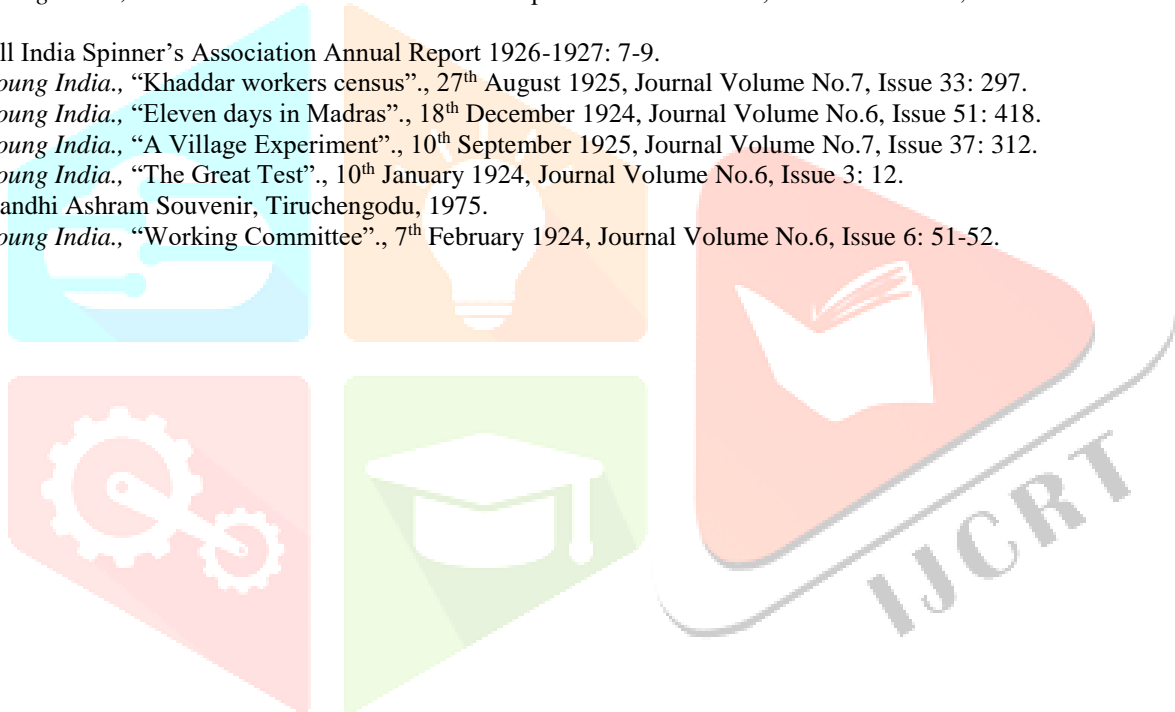 ll India Spinner's Association Annual Report 1926-1927: 7-9.
oung India., “Khaddar workers census”., 27th August 1925, Journal Volume No.7, Issue 33: 297.
oung India., “Eleven days in Madras”., 18th December 1924, Journal Volume No.6, Issue 51: 418.
oung India., “A Village Experiment”., 10th September 1925, Journal Volume No.7, Issue 37: 312.
oung India., “The Great Test”., 10th January 1924, Journal Volume No.6, Issue 3: 12.
andhi Ashram Souvenir, Tiruchengodu, 1975.
oung India., “Working Committee”., 7th February 1924, Journal Volume No.6, Issue 6: 51-52.
IJCRT